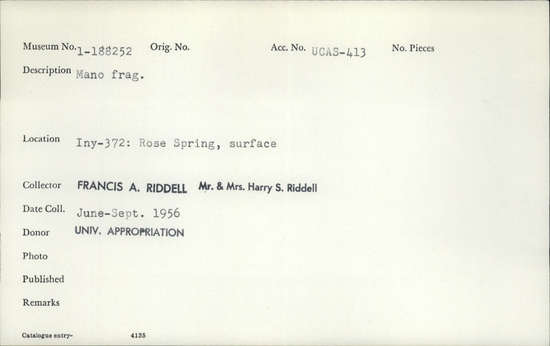 Museum No. 1-188252 Orig. No. Acc. No. UCAS-413 No. Pieces
Description Mano frag.
Location Iny-372: Rose Spring, surface
Collector FRANCIS A. RIDDELL Mr. & Mrs. Harry S. Riddell
Date Coll. June-Sept. 1956
Donor UNIV. APPROPRIATION
Photo
Published
Remarks
Catalogue entry- 4135